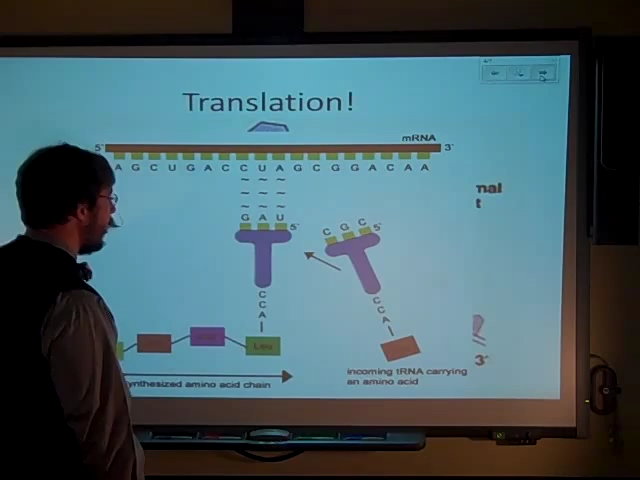 Translation!
mRNA
5' 3'
A G C U G A C C U A G C G G A C A A
~ ~ ~
~ ~ ~
~ ~ ~
~ ~ ~
G A U 5'
C G C 5'
C
C
A
C
C
A
Leu
ynthesized amino acid chain
incoming tRNA carrying
an amino acid
nal
t
3'